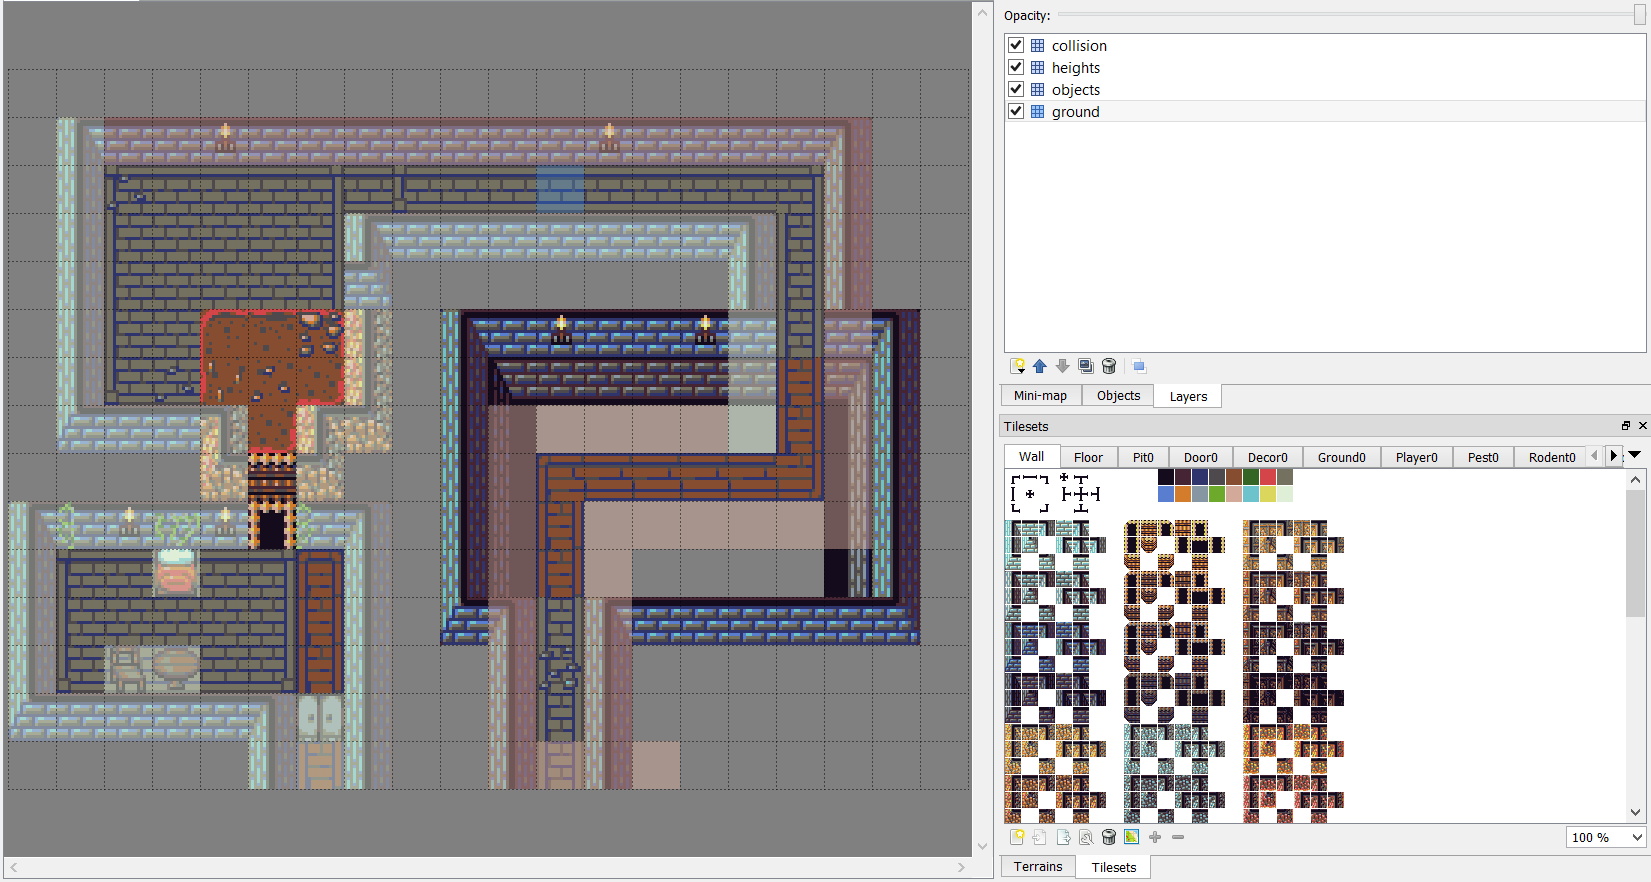 Opacity:
collision
heights
objects
ground
Mini-map Objects Layers
Tilesets
Wall Floor Pit0 Door0 Decor0 Ground0 Player0 Pest0 Rodent0
100 %
Terrains Tilesets